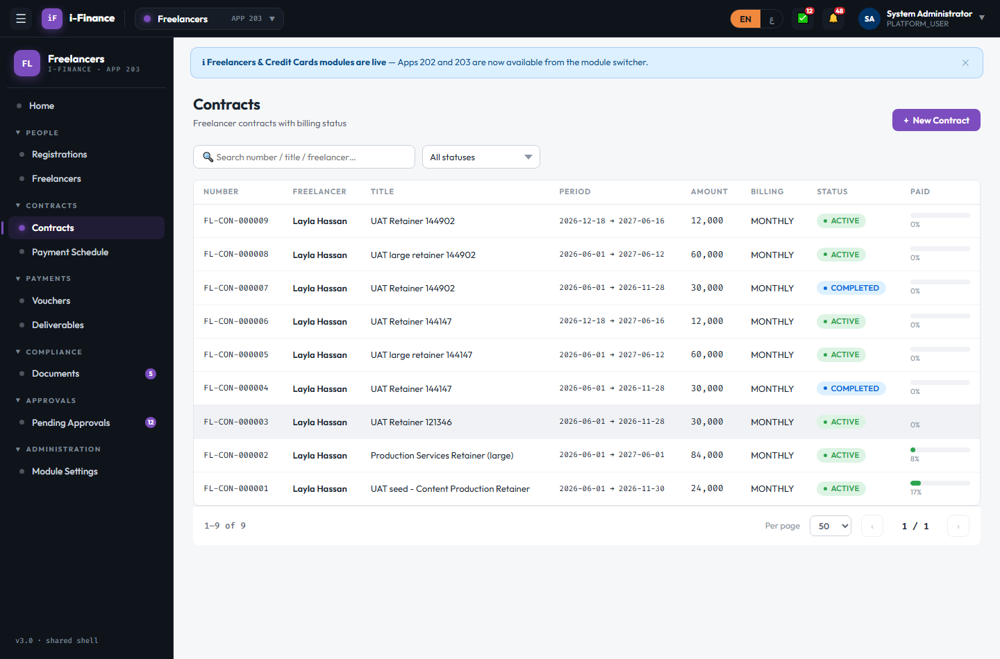 ☰ iF i-Finance Freelancers APP 203 ▼ EN ع 12 48 SA System Administrator ▼
PLATFORM_USER
FL Freelancers
I-FINANCE · APP 203
Home
▼ PEOPLE
Registrations
Freelancers
▼ CONTRACTS
Contracts
Payment Schedule
▼ PAYMENTS
Vouchers
Deliverables
▼ COMPLIANCE
Documents 5
▼ APPROVALS
Pending Approvals 12
▼ ADMINISTRATION
Module Settings
v3.0 · shared shell
ℹ Freelancers & Credit Cards modules are live — Apps 202 and 203 are now available from the module switcher. ×
Contracts
Freelancer contracts with billing status
+ New Contract
Search number / title / freelancer… All statuses
NUMBER FREELANCER TITLE PERIOD AMOUNT BILLING STATUS PAID
FL-CON-000009 Layla Hassan UAT Retainer 144902 2026-12-18 → 2027-06-16 12,000 MONTHLY ACTIVE 0%
FL-CON-000008 Layla Hassan UAT large retainer 144902 2026-06-01 → 2027-06-12 60,000 MONTHLY ACTIVE 0%
FL-CON-000007 Layla Hassan UAT Retainer 144902 2026-06-01 → 2026-11-28 30,000 MONTHLY COMPLETED 0%
FL-CON-000006 Layla Hassan UAT Retainer 144147 2026-12-18 → 2027-06-16 12,000 MONTHLY ACTIVE 0%
FL-CON-000005 Layla Hassan UAT large retainer 144147 2026-06-01 → 2027-06-12 60,000 MONTHLY ACTIVE 0%
FL-CON-000004 Layla Hassan UAT Retainer 144147 2026-06-01 → 2026-11-28 30,000 MONTHLY COMPLETED 0%
FL-CON-000003 Layla Hassan UAT Retainer 121346 2026-06-01 → 2026-11-28 30,000 MONTHLY ACTIVE 0%
FL-CON-000002 Layla Hassan Production Services Retainer (large) 2026-06-01 → 2027-06-01 84,000 MONTHLY ACTIVE 8%
FL-CON-000001 Layla Hassan UAT seed - Content Production Retainer 2026-06-01 → 2026-11-30 24,000 MONTHLY ACTIVE 17%
1–9 of 9 Per page 50 ‹ 1 / 1 ›